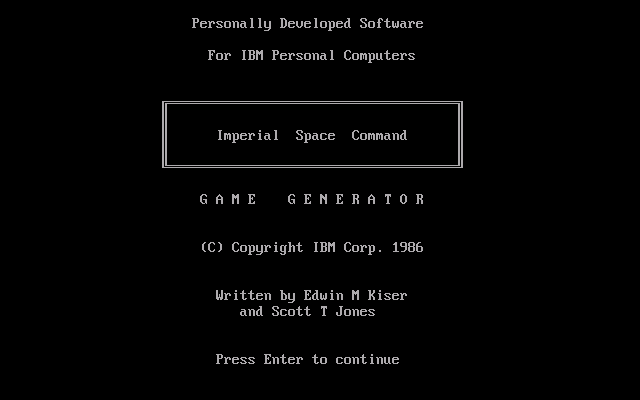 Personally Developed Software
For IBM Personal Computers
Imperial Space Command
G A M E G E N E R A T O R
(C) Copyright IBM Corp. 1986
Written by Edwin M Kiser
and Scott T Jones
Press Enter to continue